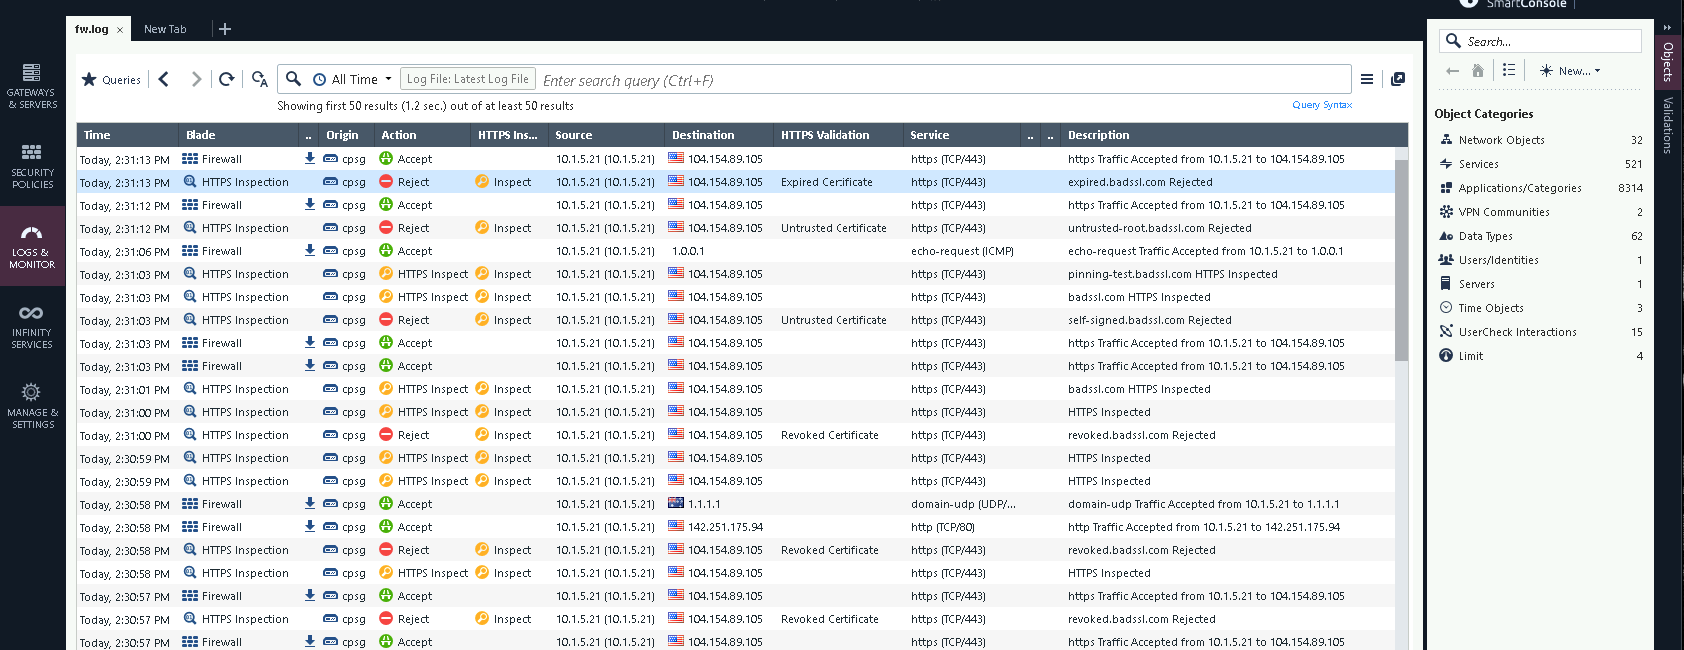 SmartConsole
fw.log × New Tab +
GATEWAYS & SERVERS
SECURITY POLICIES
LOGS & MONITOR
INFINITY SERVICES
MANAGE & SETTINGS
Queries All Time Log File: Latest Log File Enter search query (Ctrl+F)
Showing first 50 results (1.2 sec.) out of at least 50 results Query Syntax
Time Blade .. Origin Action HTTPS Ins... Source Destination HTTPS Validation Service .. .. Description
Today, 2:31:13 PM Firewall cpsg Accept 10.1.5.21 (10.1.5.21) 104.154.89.105 https (TCP/443) https Traffic Accepted from 10.1.5.21 to 104.154.89.105
Today, 2:31:13 PM HTTPS Inspection cpsg Reject Inspect 10.1.5.21 (10.1.5.21) 104.154.89.105 Expired Certificate https (TCP/443) expired.badssl.com Rejected
Today, 2:31:12 PM Firewall cpsg Accept 10.1.5.21 (10.1.5.21) 104.154.89.105 https (TCP/443) https Traffic Accepted from 10.1.5.21 to 104.154.89.105
Today, 2:31:12 PM HTTPS Inspection cpsg Reject Inspect 10.1.5.21 (10.1.5.21) 104.154.89.105 Untrusted Certificate https (TCP/443) untrusted-root.badssl.com Rejected
Today, 2:31:06 PM Firewall cpsg Accept 10.1.5.21 (10.1.5.21) 1.0.0.1 echo-request (ICMP) echo-request Traffic Accepted from 10.1.5.21 to 1.0.0.1
Today, 2:31:03 PM HTTPS Inspection cpsg HTTPS Inspect Inspect 10.1.5.21 (10.1.5.21) 104.154.89.105 https (TCP/443) pinning-test.badssl.com HTTPS Inspected
Today, 2:31:03 PM HTTPS Inspection cpsg HTTPS Inspect Inspect 10.1.5.21 (10.1.5.21) 104.154.89.105 https (TCP/443) badssl.com HTTPS Inspected
Today, 2:31:03 PM HTTPS Inspection cpsg Reject Inspect 10.1.5.21 (10.1.5.21) 104.154.89.105 Untrusted Certificate https (TCP/443) self-signed.badssl.com Rejected
Today, 2:31:03 PM Firewall cpsg Accept 10.1.5.21 (10.1.5.21) 104.154.89.105 https (TCP/443) https Traffic Accepted from 10.1.5.21 to 104.154.89.105
Today, 2:31:03 PM Firewall cpsg Accept 10.1.5.21 (10.1.5.21) 104.154.89.105 https (TCP/443) https Traffic Accepted from 10.1.5.21 to 104.154.89.105
Today, 2:31:01 PM HTTPS Inspection cpsg HTTPS Inspect Inspect 10.1.5.21 (10.1.5.21) 104.154.89.105 https (TCP/443) badssl.com HTTPS Inspected
Today, 2:31:00 PM HTTPS Inspection cpsg HTTPS Inspect Inspect 10.1.5.21 (10.1.5.21) 104.154.89.105 https (TCP/443) HTTPS Inspected
Today, 2:31:00 PM HTTPS Inspection cpsg Reject Inspect 10.1.5.21 (10.1.5.21) 104.154.89.105 Revoked Certificate https (TCP/443) revoked.badssl.com Rejected
Today, 2:30:59 PM HTTPS Inspection cpsg HTTPS Inspect Inspect 10.1.5.21 (10.1.5.21) 104.154.89.105 https (TCP/443) HTTPS Inspected
Today, 2:30:59 PM HTTPS Inspection cpsg HTTPS Inspect Inspect 10.1.5.21 (10.1.5.21) 104.154.89.105 https (TCP/443) HTTPS Inspected
Today, 2:30:58 PM Firewall cpsg Accept 10.1.5.21 (10.1.5.21) 1.1.1.1 domain-udp (UDP/... domain-udp Traffic Accepted from 10.1.5.21 to 1.1.1.1
Today, 2:30:58 PM Firewall cpsg Accept 10.1.5.21 (10.1.5.21) 142.251.175.94 http (TCP/80) http Traffic Accepted from 10.1.5.21 to 142.251.175.94
Today, 2:30:58 PM HTTPS Inspection cpsg Reject Inspect 10.1.5.21 (10.1.5.21) 104.154.89.105 Revoked Certificate https (TCP/443) revoked.badssl.com Rejected
Today, 2:30:58 PM HTTPS Inspection cpsg HTTPS Inspect Inspect 10.1.5.21 (10.1.5.21) 104.154.89.105 https (TCP/443) HTTPS Inspected
Today, 2:30:57 PM Firewall cpsg Accept 10.1.5.21 (10.1.5.21) 104.154.89.105 https (TCP/443) https Traffic Accepted from 10.1.5.21 to 104.154.89.105
Today, 2:30:57 PM HTTPS Inspection cpsg Reject Inspect 10.1.5.21 (10.1.5.21) 104.154.89.105 Revoked Certificate https (TCP/443) revoked.badssl.com Rejected
Today, 2:30:57 PM Firewall cpsg Accept 10.1.5.21 (10.1.5.21) 104.154.89.105 https (TCP/443) https Traffic Accepted from 10.1.5.21 to 104.154.89.105
Search...
New...
Object Categories
Network Objects 32
Services 521
Applications/Categories 8314
VPN Communities 2
Data Types 62
Users/Identities 1
Servers 1
Time Objects 3
UserCheck Interactions 15
Limit 4
Objects
Validations